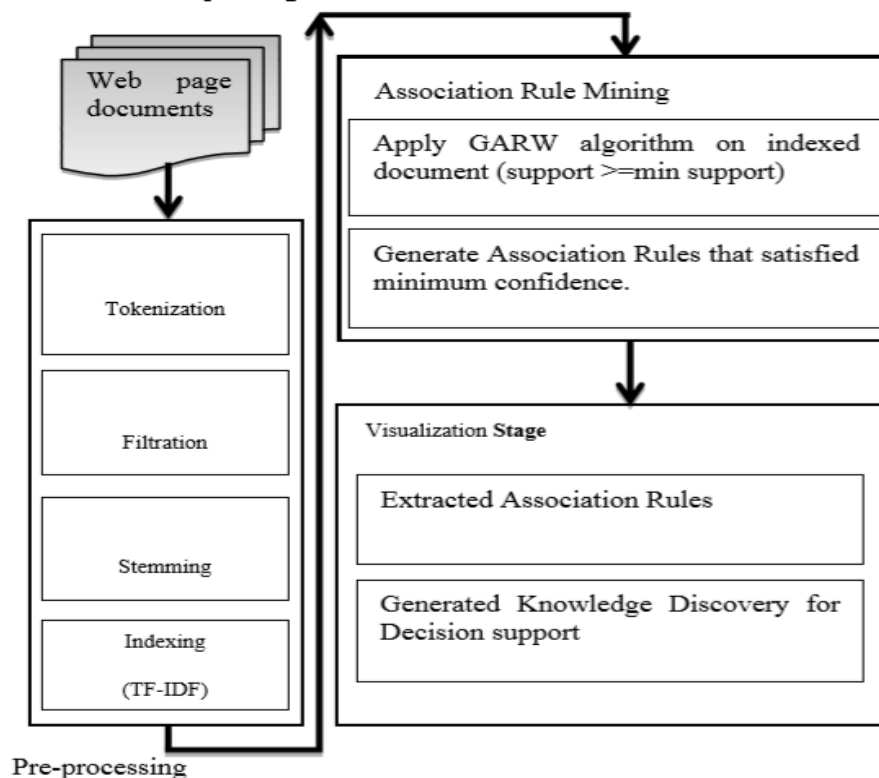 Web page
documents
Tokenization
Filtration
Stemming
Indexing
(TF-IDF)
Pre-processing
Association Rule Mining
Apply GARW algorithm on indexed
document (support >=min support)
Generate Association Rules that satisfied
minimum confidence.
Visualization Stage
Extracted Association Rules
Generated Knowledge Discovery for
Decision support